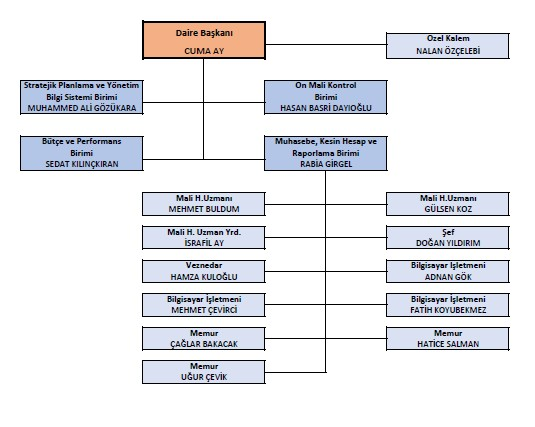 Daire Başkanı
CUMA AY
Özel Kalem
NALAN ÖZÇELEBİ
Stratejik Planlama ve Yönetim
Bilgi Sistemi Birimi
MUHAMMED ALİ GÖZÜKARA
Ön Mali Kontrol
Birimi
HASAN BASRİ DAYIOĞLU
Bütçe ve Performans
Birimi
SEDAT KILINÇKIRAN
Muhasebe, Kesin Hesap ve
Raporlama Birimi
RABİA GİRGEL
Mali H.Uzmanı
MEHMET BULDUM
Mali H.Uzmanı
GÜLSEN KOZ
Mali H. Uzman Yrd.
İSRAFİL AY
Şef
DOĞAN YILDIRIM
Veznedar
HAMZA KULOĞLU
Bilgisayar İşletmeni
ADNAN GÖK
Bilgisayar İşletmeni
MEHMET ÇEVİRCİ
Bilgisayar İşletmeni
FATİH KOYUBEKMEZ
Memur
ÇAĞLAR BAKACAK
Memur
HATİCE SALMAN
Memur
UĞUR ÇEVİK